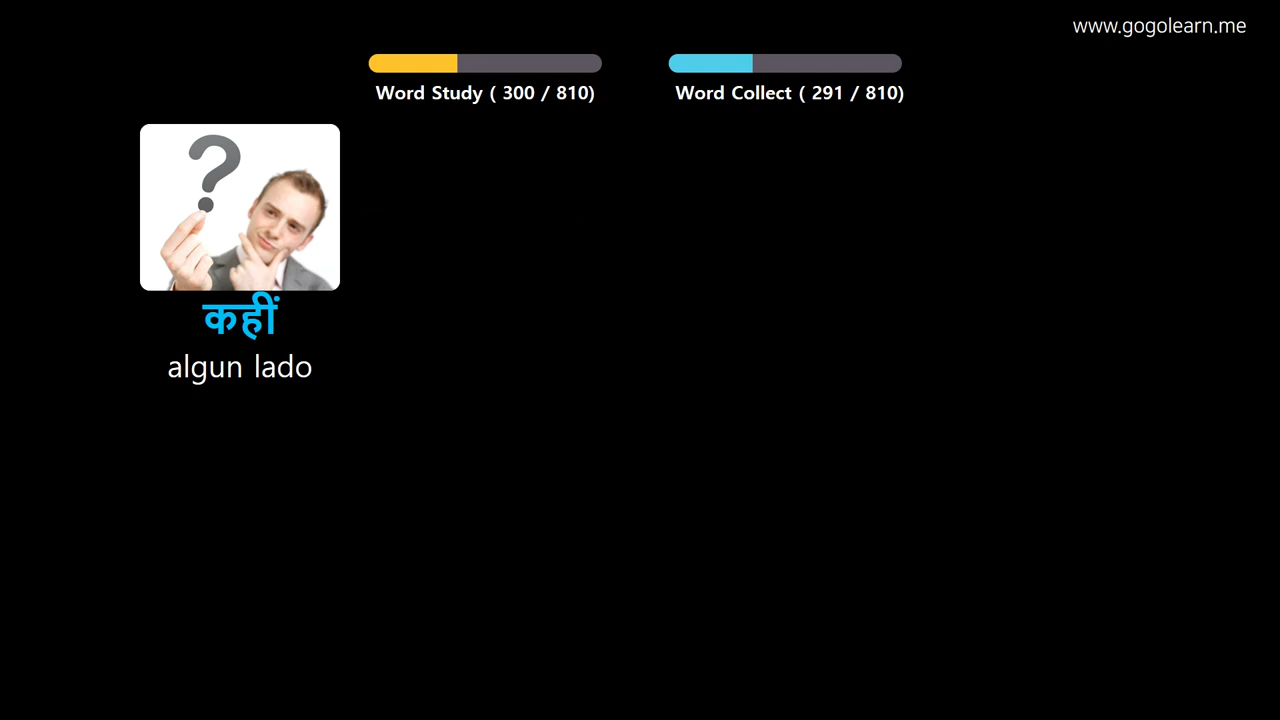 www.gogolearn.me
Word Study ( 300 / 810)
Word Collect ( 291 / 810)
कहीं
algun lado